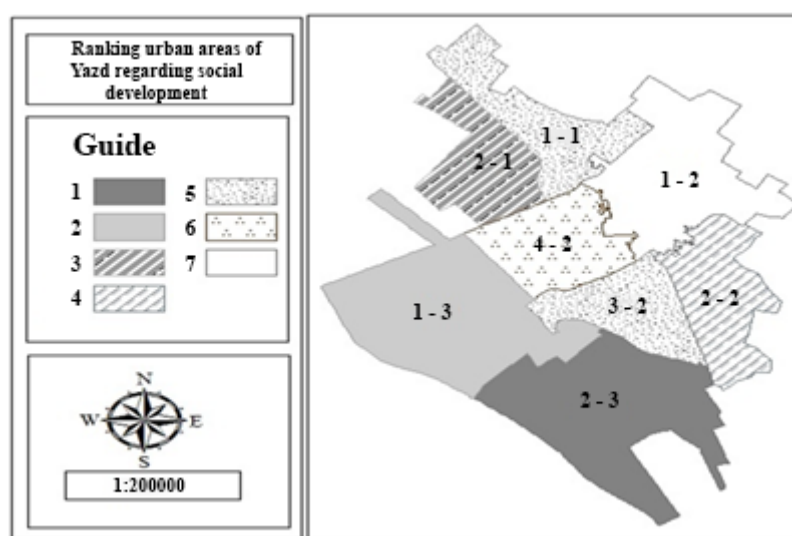 Ranking urban areas of
Yazd regarding social
development
Guide
1
2
3
4
5
6
7
N
W E
S
1:200000
1 - 1
2 - 1
1 - 2
4 - 2
2 - 2
3 - 2
1 - 3
2 - 3